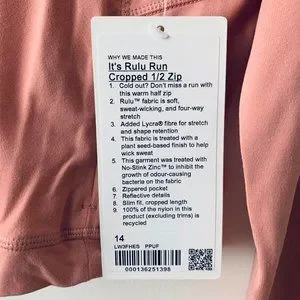 WHY WE MADE THIS
It's Rulu Run
Cropped 1/2 Zip
1. Cold out? Don't miss a run with
this warm half zip
2. Rulu™ fabric is soft,
sweat-wicking, and four-way
stretch
3. Added Lycra® fibre for stretch
and shape retention
4. This fabric is treated with a
plant seed-based finish to help
wick sweat
5. This garment was treated with
No-Stink Zinc™ to inhibit the
growth of odour-causing
bacteria on the fabric
6. Zippered pocket
7. Reflective details
8. Slim fit, cropped length
9. 100% of the nylon in this
product (excluding trims) is
recycled
14
LW3FHES PPUF
000136251398